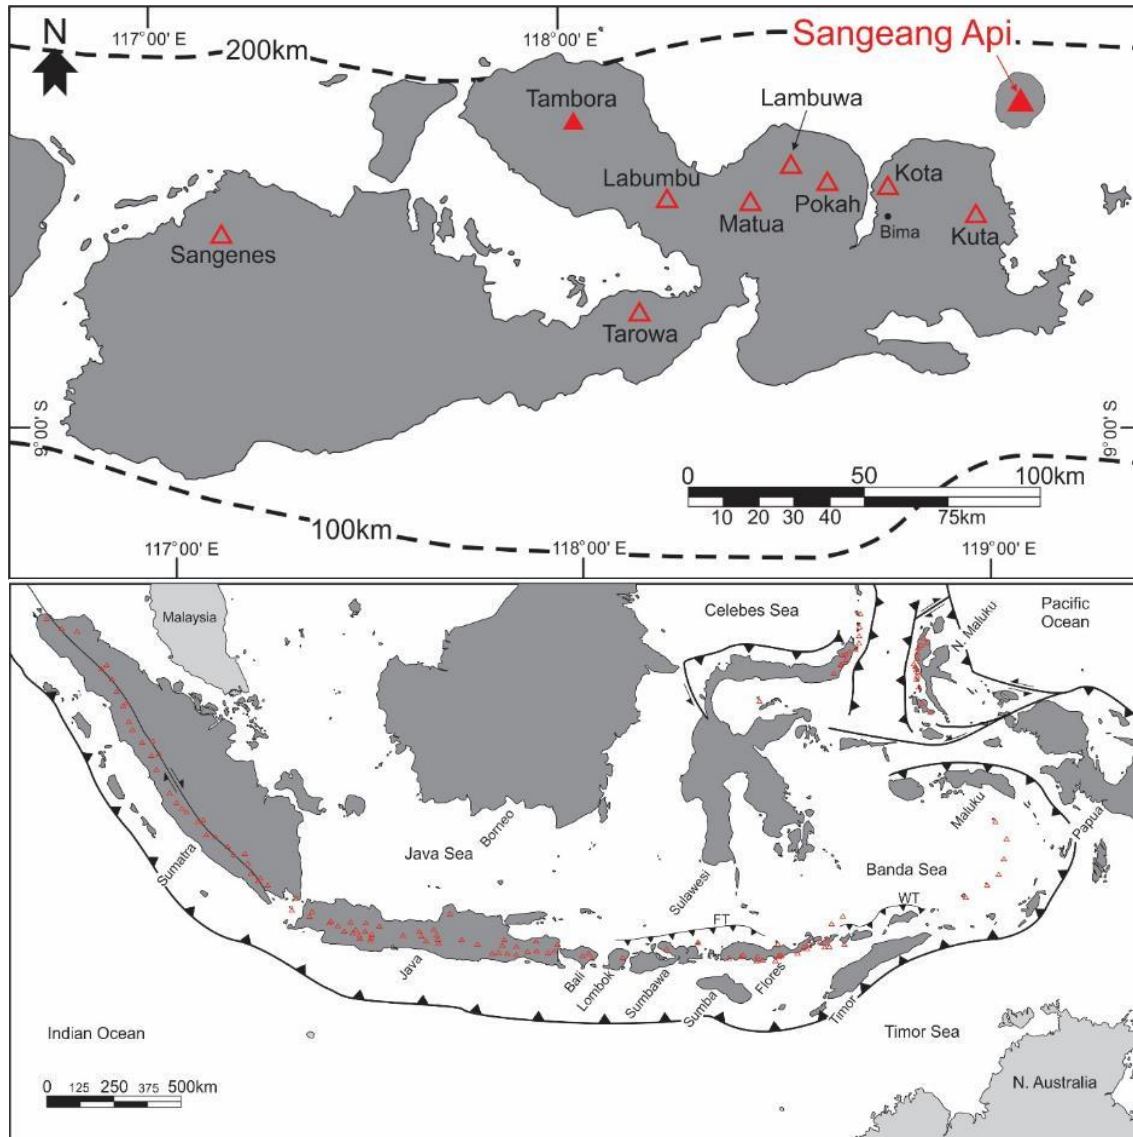 117°00' E
118°00' E
N
200km
Sangeang Api
Tambora
Lambuwa
Labumbu
Kota
Pokah
Matua
Bima
Kuta
Sangenes
Tarowa
9°00' S
9°00' S
0
50
100km
10
20
30
40
75km
100km
117°00' E
118°00' E
119°00' E
Malaysia
Celebes Sea
N. Maluku
Pacific
Ocean
Sumatra
Borneo
Java Sea
Sulawesi
Maluku
Papua
Banda Sea
FT
WT
Java
Bali
Lombok
Sumbawa
Sumba
Flores
Timor
Indian Ocean
Timor Sea
N. Australia
0
125
250
375
500km